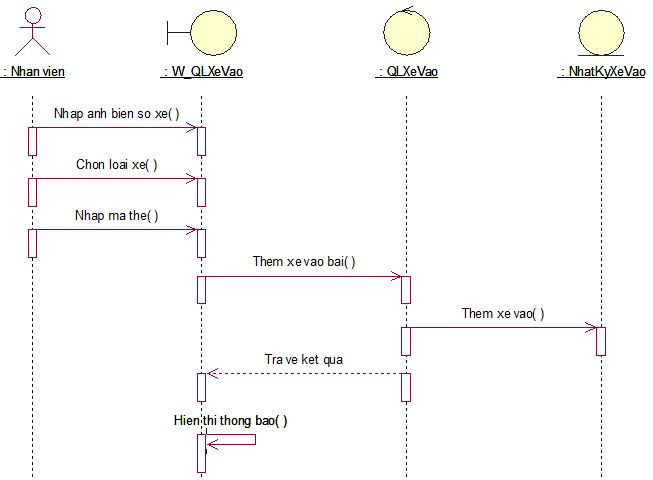 : Nhan vien
: W_QLXeVao
: QLXeVao
: NhatKyXeVao
Nhap anh bien so xe( )
Chon loai xe( )
Nhap ma the( )
Them xe vao bai( )
Them xe vao( )
Tra ve ket qua
Hien thi thong bao( )